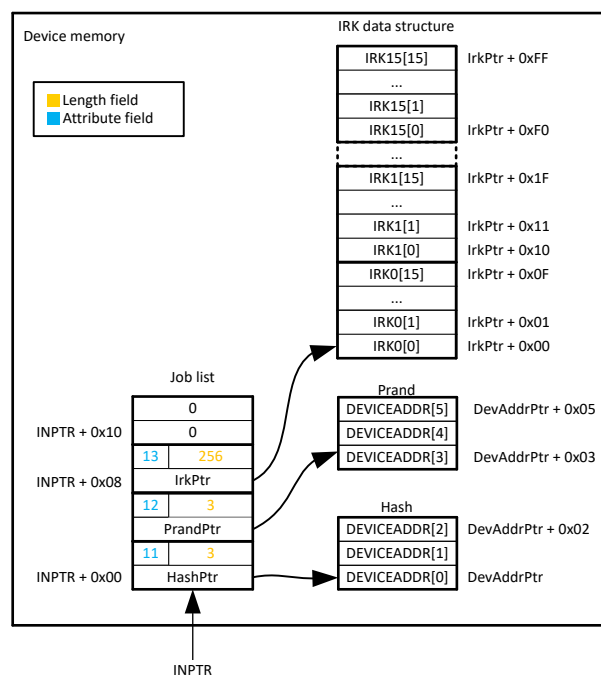 IRK data structure
Device memory
Length field
Attribute field
IRK15[15] IrkPtr + 0xFF
...
IRK15[1]
IRK15[0] IrkPtr + 0xF0
...
IRK1[15] IrkPtr + 0x1F
...
IRK1[1] IrkPtr + 0x11
IRK1[0] IrkPtr + 0x10
IRK0[15] IrkPtr + 0x0F
...
IRK0[1] IrkPtr + 0x01
IRK0[0] IrkPtr + 0x00
Job list
0
INPTR + 0x10 0
13 256
INPTR + 0x08 IrkPtr
12 3
PrandPtr
11 3
INPTR + 0x00 HashPtr
INPTR
Prand
DEVICEADDR[5] DevAddrPtr + 0x05
DEVICEADDR[4]
DEVICEADDR[3] DevAddrPtr + 0x03
Hash
DEVICEADDR[2] DevAddrPtr + 0x02
DEVICEADDR[1]
DEVICEADDR[0] DevAddrPtr